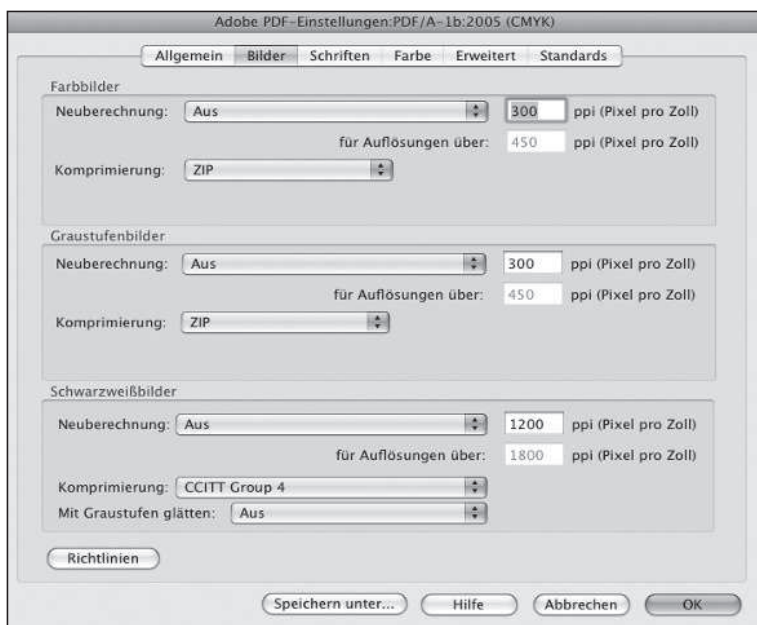 Adobe PDF-Einstellungen:PDF/A-1b:2005 (CMYK)
Allgemein Bilder Schriften Farbe Erweitert Standards
Farbbilder
Neuberechnung: Aus 300 ppi (Pixel pro Zoll)
für Auflösungen über: 450 ppi (Pixel pro Zoll)
Komprimierung: ZIP
Graustufenbilder
Neuberechnung: Aus 300 ppi (Pixel pro Zoll)
für Auflösungen über: 450 ppi (Pixel pro Zoll)
Komprimierung: ZIP
Schwarzweißbilder
Neuberechnung: Aus 1200 ppi (Pixel pro Zoll)
für Auflösungen über: 1800 ppi (Pixel pro Zoll)
Komprimierung: CCITT Group 4
Mit Graustufen glätten: Aus
Richtlinien
Speichern unter... Hilfe Abbrechen OK